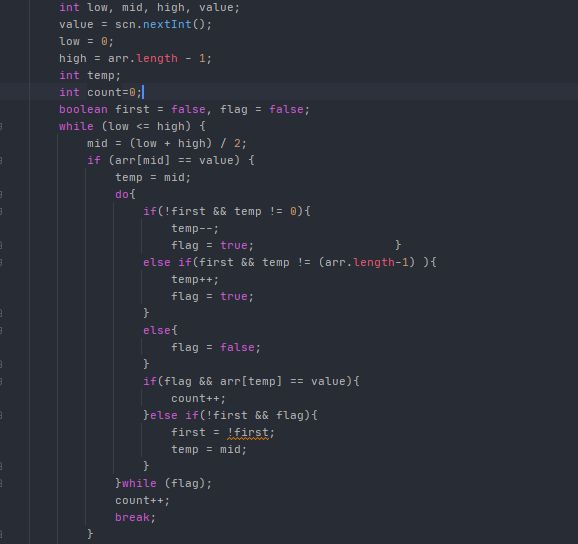 int low, mid, high, value;
value = scn.nextInt();
low = 0;
high = arr.length - 1;
int temp;
int count=0;
boolean first = false, flag = false;
while (low <= high) {
mid = (low + high) / 2;
if (arr[mid] == value) {
temp = mid;
do{
if(!first && temp != 0){
temp--;
flag = true;                    }
else if(first && temp != (arr.length-1) ){
temp++;
flag = true;
}
else{
flag = false;
}
if(flag && arr[temp] == value){
count++;
}else if(!first && flag){
first = !first;
temp = mid;
}
}while (flag);
count++;
break;
}